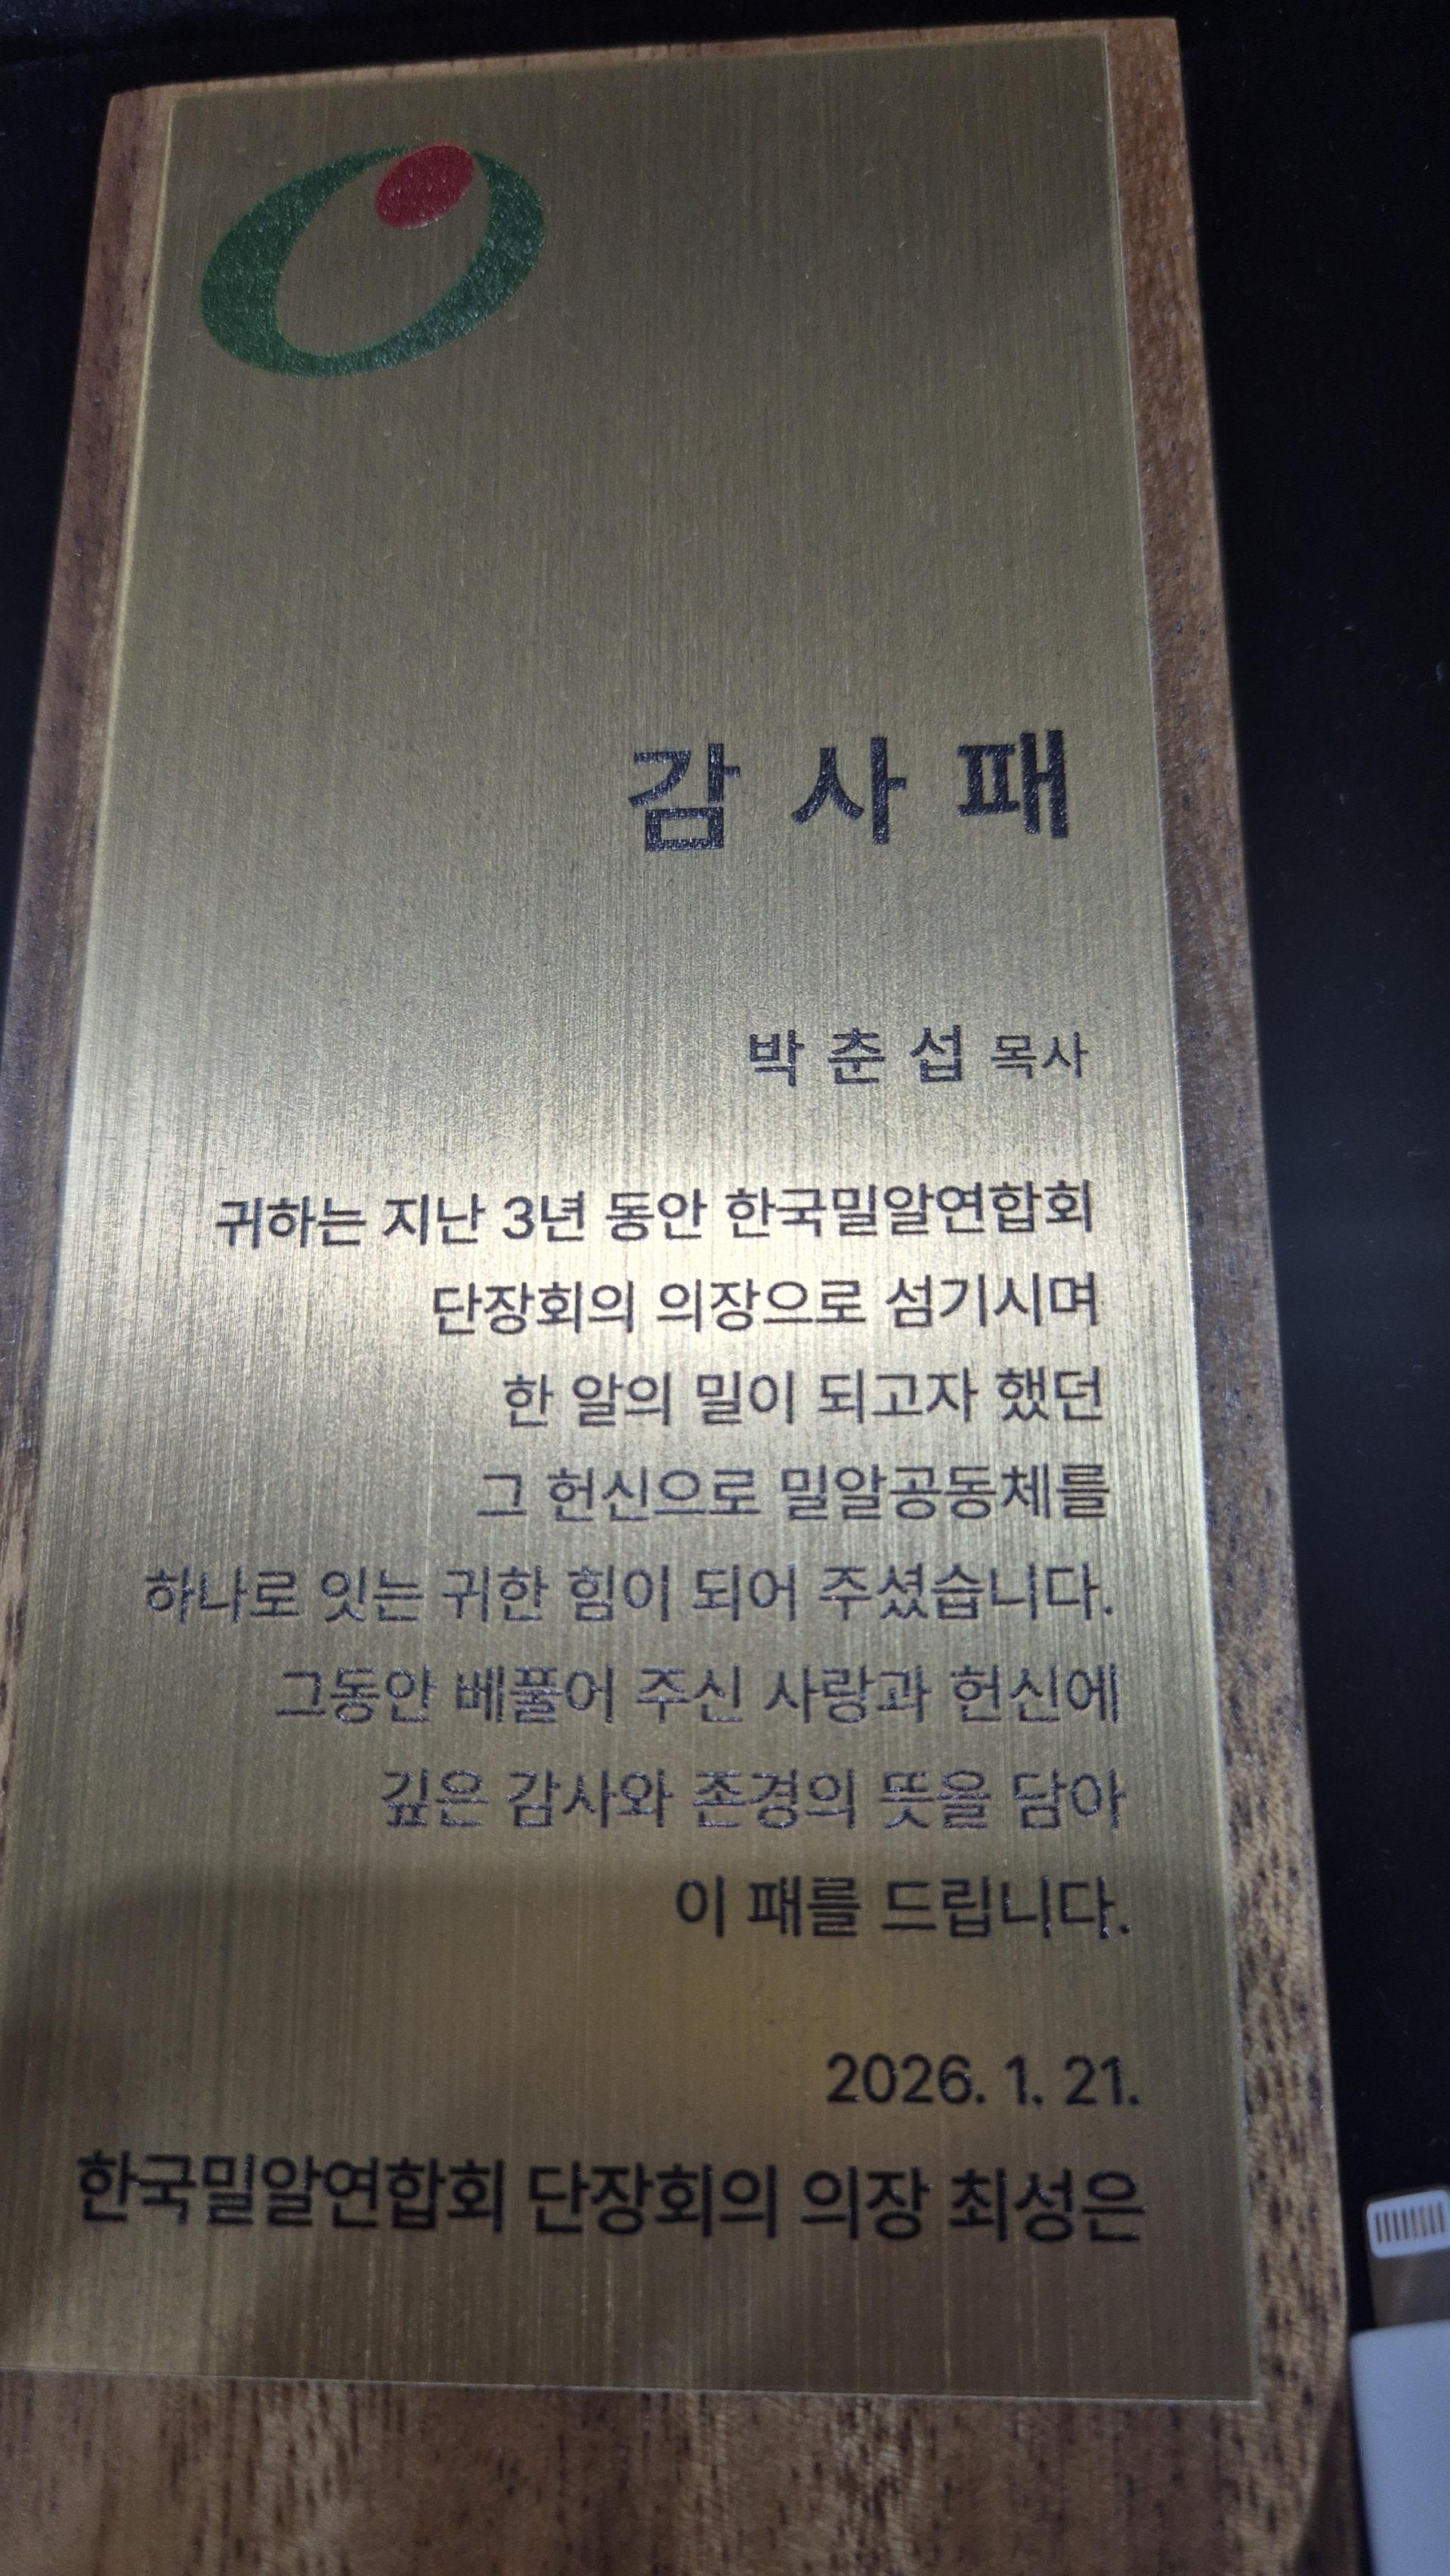 감 사 패
박 춘 섭 목사
귀하는 지난 3년 동안 한국밀알연합회
단장회의 의장으로 섬기시며
한 알의 밀이 되고자 했던
그 헌신으로 밀알공동체를
하나로 잇는 귀한 힘이 되어 주셨습니다.
그동안 베풀어 주신 사랑과 헌신에
깊은 감사와 존경의 뜻을 담아
이 패를 드립니다.
2026. 1. 21.
한국밀알연합회 단장회의 의장 최성은